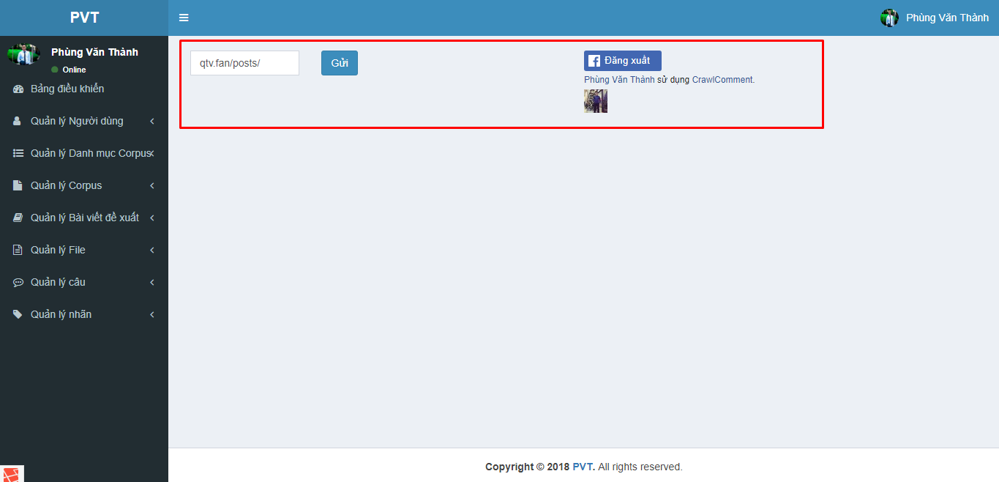 PVT
Phùng Văn Thành
Phùng Văn Thành
Online
Bảng điều khiển
Quản lý Người dùng
Quản lý Danh mục Corpus
Quản lý Corpus
Quản lý Bài viết đề xuất
Quản lý File
Quản lý câu
Quản lý nhãn
qtv.fan/posts/
Gửi
Đăng xuất
Phùng Văn Thành sử dụng CrawlComment.
Copyright © 2018 PVT. All rights reserved.